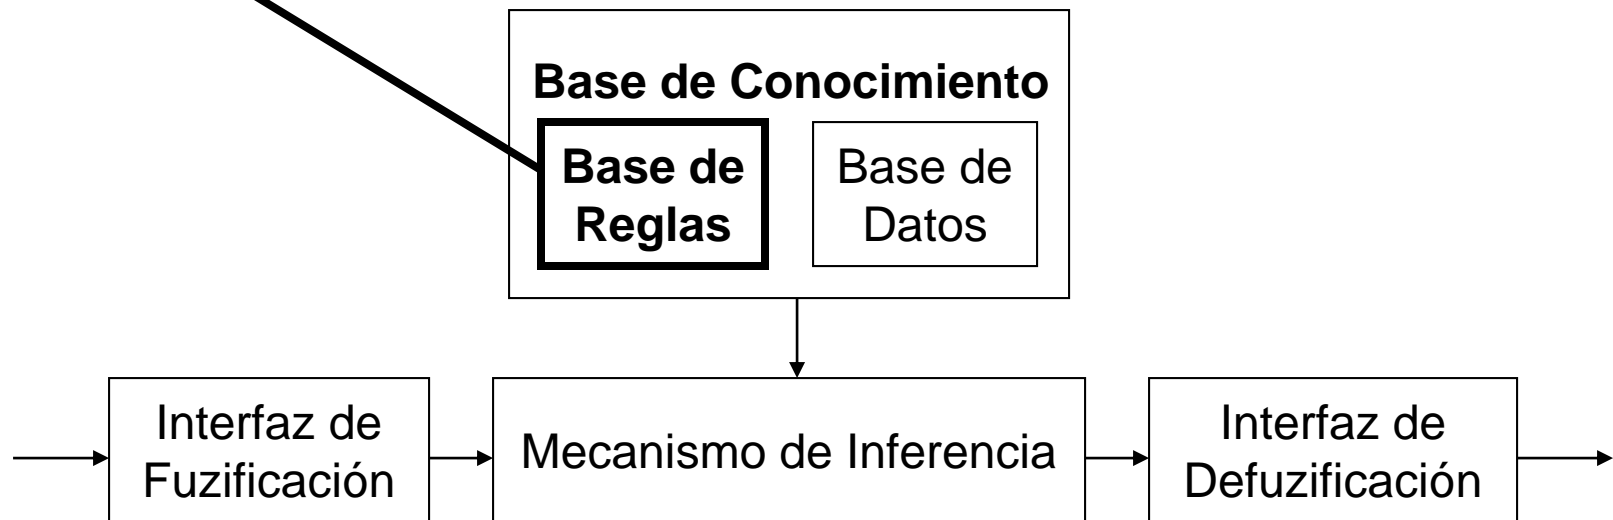 Base de Conocimiento
Base de
Reglas
Base de
Datos
Interfaz de
Fuzificación
Mecanismo de Inferencia
Interfaz de
Defuzificación